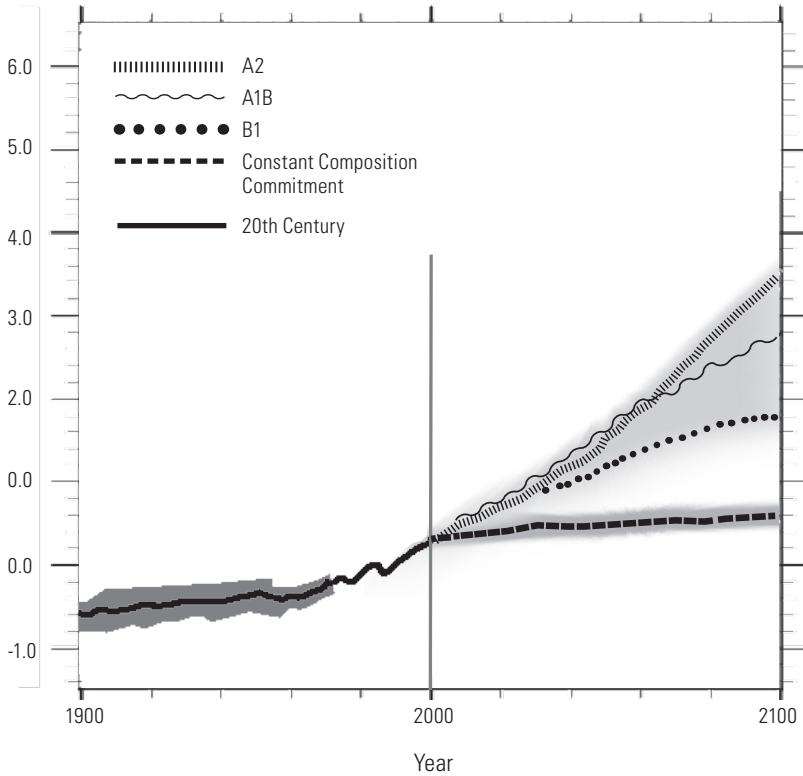 6.0
5.0
4.0
3.0
2.0
0.0
0.0
-1.0
A2
A1B
B1
Constant Composition
Commitment
20th Century
1900
2000
2100
Year